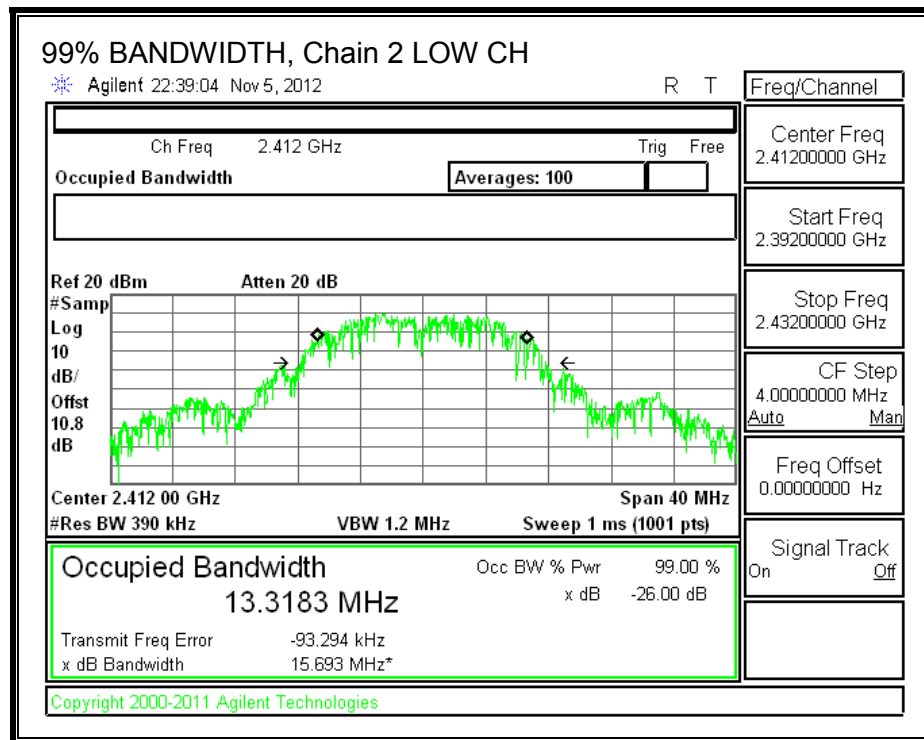 99% BANDWIDTH, Chain 2 LOW CH
Agilent 22:39:04 Nov 5, 2012 R T
Freq/Channel
Ch Freq 2.412 GHz Trig Free
Occupied Bandwidth Averages: 100
Center Freq
2.41200000 GHz
Start Freq
2.39200000 GHz
Stop Freq
2.43200000 GHz
CF Step
4.00000000 MHz
Auto Man
Freq Offset
0.00000000 Hz
Signal Track
On Off
Ref 20 dBm Atten 20 dB
#Samp
Log
10
dB/
Offst
10.8
dB
Center 2.412 00 GHz Span 40 MHz
#Res BW 390 kHz VBW 1.2 MHz Sweep 1 ms (1001 pts)
Occupied Bandwidth Occ BW % Pwr 99.00 %
13.3183 MHz x dB -26.00 dB
Transmit Freq Error -93.294 kHz
x dB Bandwidth 15.693 MHz*
Copyright 2000-2011 Agilent Technologies